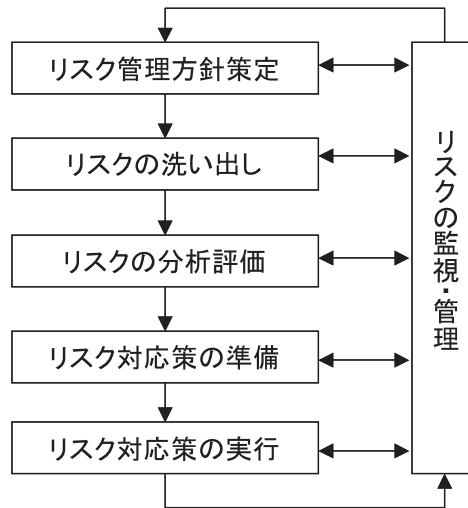 リスク管理方針策定
リスクの洗い出し
リスクの分析評価
リスク対応策の準備
リスク対応策の実行
リスクの監視・管理